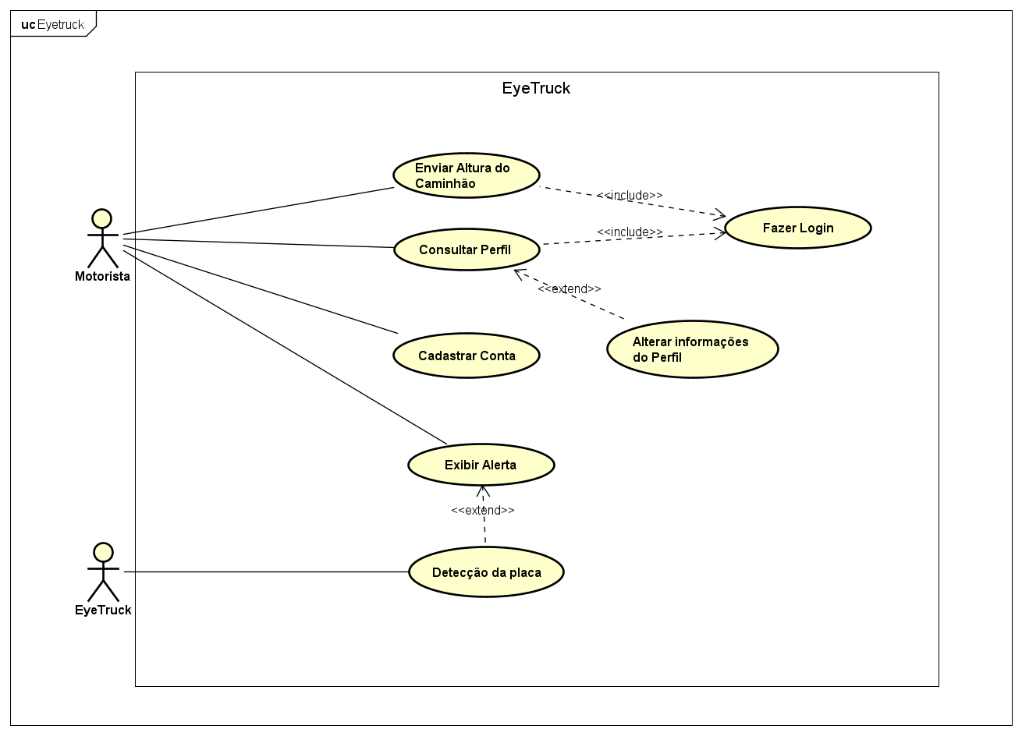 uc Eyetruck
EyeTruck
Enviar Altura do
Caminhão
<<include>>
Fazer Login
<<include>>
Consultar Perfil
Motorista
<<extend>>
Alterar informações
do Perfil
Cadastrar Conta
Exibir Alerta
<<extend>>
Detecção da placa
EyeTruck